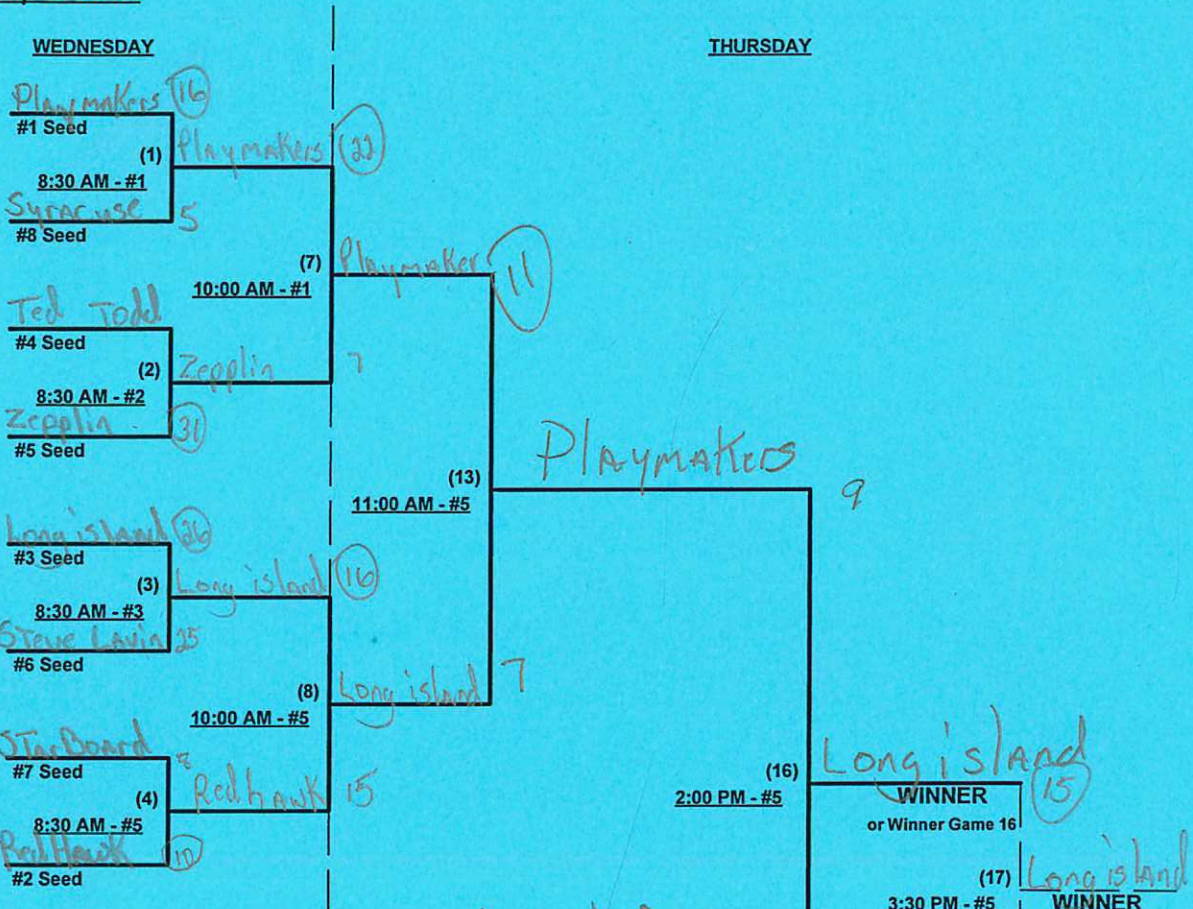 WEDNESDAY
THURSDAY
Playmakers 16
#1 Seed
(1) Playmakers 22
8:30 AM - #1
Syracuse 5
#8 Seed
(7) Playmaker 11
10:00 AM - #1
Ted Todd
#4 Seed
(2) Zepplin 7
8:30 AM - #2
Zepplin 31
#5 Seed
(13) Playmakers 9
11:00 AM - #5
Long island 26
#3 Seed
(3) Long island 16
8:30 AM - #3
Steve Lavin 25
#6 Seed
(8) Long island 7
10:00 AM - #5
STarBoard 8
#7 Seed
(4) Redhawk 15
8:30 AM - #5
RedHawk
#2 Seed
(16) Long island 15
2:00 PM - #5
WINNER
or Winner Game 16
(17) Long island
3:30 PM - #5
WINNER